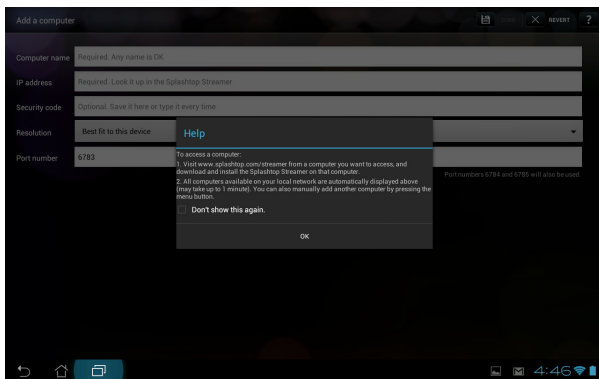 Add a computer
REVERT ?
Computer name Required. Any name is OK
IP address Required. Look it up in the Splashtop Streamer
Security code Optional. Save it here or type it every time
Resolution Best fit to this device
Port number 6783
Port numbers 6784 and 6785 will also be used.
Help
To access a computer:
1. Visit www.splashtop.com/streamer from a computer you want to access, and
download and install the Splashtop Streamer on that computer.
2. All computers available on your local network are automatically displayed above
(may take up to 1 minute). You can also manually add another computer by pressing the
menu button.
Don't show this again.
OK
4:46